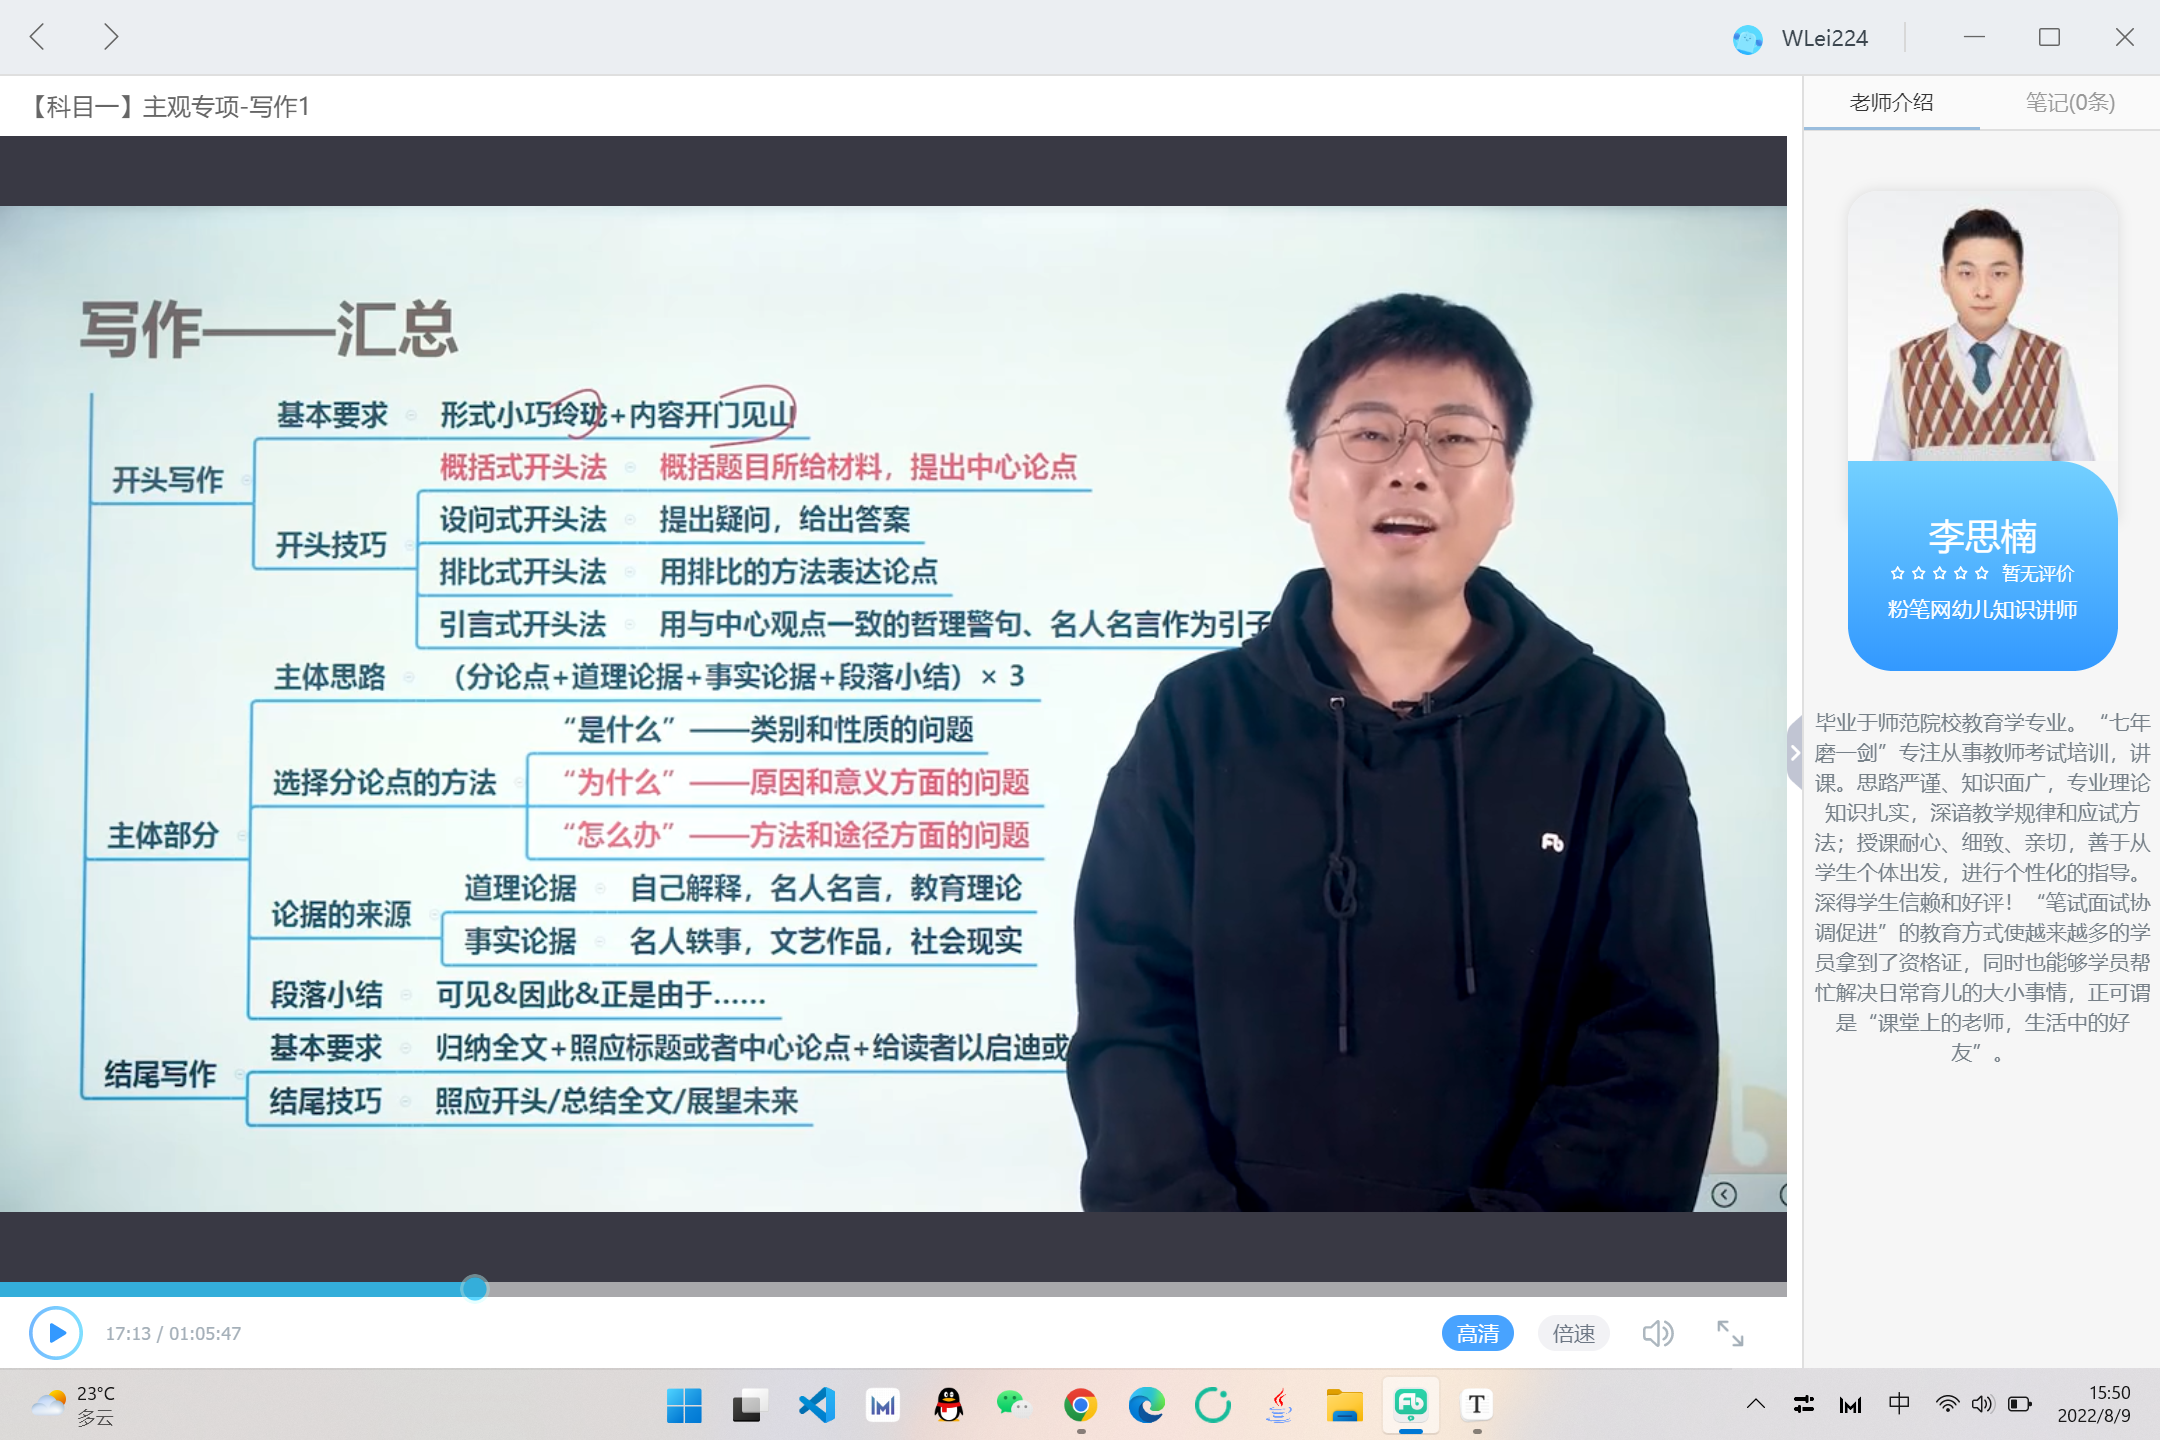 WLei224
【科目一】主观专项-写作1
老师介绍
笔记(0条)
写作——汇总
开头写作
基本要求
形式小巧玲珑+内容开门见山
开头技巧
概括式开头法
概括题目所给材料，提出中心论点
设问式开头法
提出疑问，给出答案
排比式开头法
用排比的方法表达论点
引言式开头法
用与中心观点一致的哲理警句、名人名言作为引子
主体部分
主体思路
（分论点+道理论据+事实论据+段落小结）× 3
选择分论点的方法
“是什么”——类别和性质的问题
“为什么”——原因和意义方面的问题
“怎么办”——方法和途径方面的问题
论据的来源
道理论据
自己解释，名人名言，教育理论
事实论据
名人轶事，文艺作品，社会现实
段落小结
可见&因此&正是由于……
结尾写作
基本要求
归纳全文+照应标题或者中心论点+给读者以启迪或
结尾技巧
照应开头/总结全文/展望未来
Fb
李思楠
暂无评价
粉笔网幼儿知识讲师
毕业于师范院校教育学专业。“七年
磨一剑”专注从事教师考试培训，讲
课。思路严谨、知识面广，专业理论
知识扎实，深谙教学规律和应试方
法；授课耐心、细致、亲切，善于从
学生个体出发，进行个性化的指导。
深得学生信赖和好评！“笔试面试协
调促进”的教育方式使越来越多的学
员拿到了资格证，同时也能够学员帮
忙解决日常育儿的大小事情，正可谓
是“课堂上的老师，生活中的好
友”。
17:13 / 01:05:47
高清
倍速
23°C
多云
Fb
T
中
15:50
2022/8/9